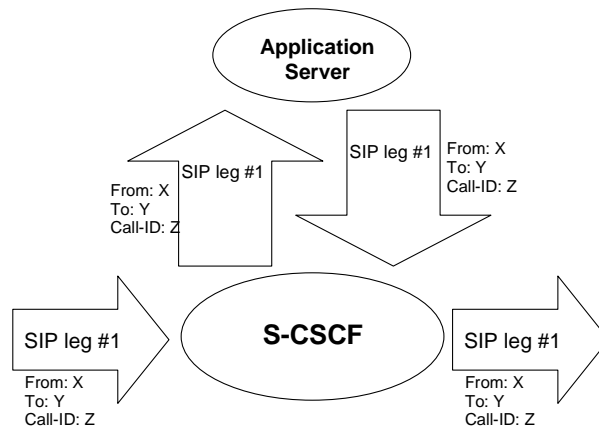 Application
Server
SIP leg #1
From: X
To: Y
Call-ID: Z
SIP leg #1
From: X
To: Y
Call-ID: Z
S-CSCF
SIP leg #1
From: X
To: Y
Call-ID: Z
SIP leg #1
From: X
To: Y
Call-ID: Z